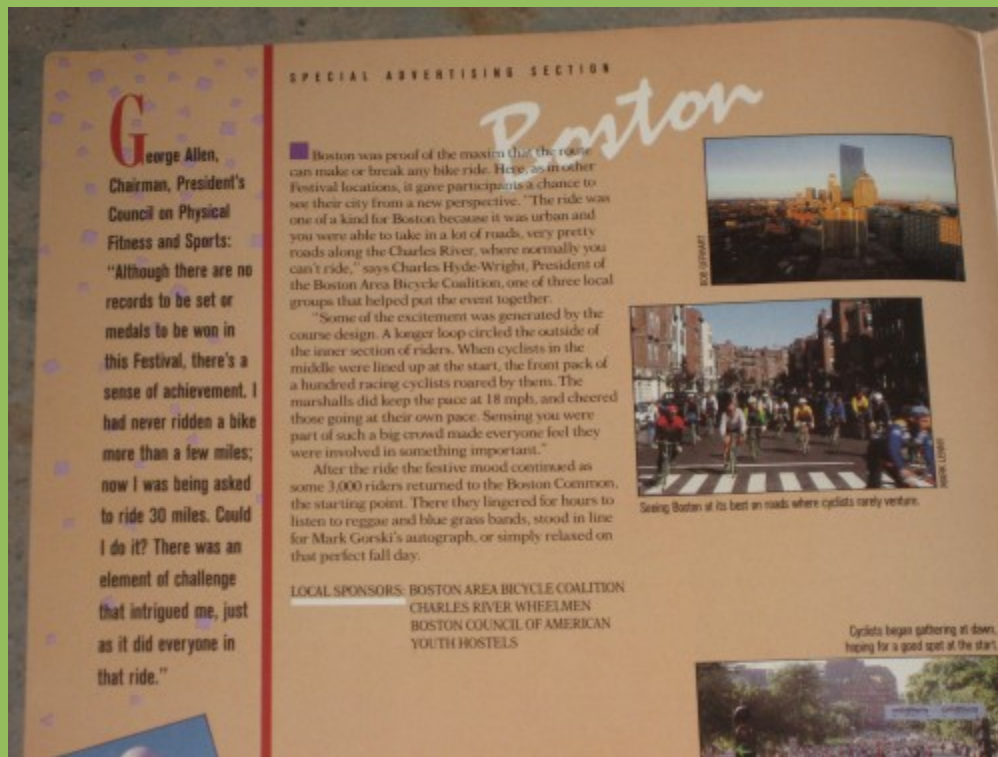 SPECIAL ADVERTISING SECTION
Boston
George Allen,
Chairman, President's
Council on Physical
Fitness and Sports:
"Although there are no
records to be set or
medals to be won in
this Festival, there's a
sense of achievement. I
had never ridden a bike
more than a few miles;
now I was being asked
to ride 30 miles. Could
I do it? There was an
element of challenge
that intrigued me, just
as it did everyone in
that ride."
Boston was proof of the maxim that the route
can make or break any bike ride. Here, as in other
Festival locations, it gave participants a chance to
see their city from a new perspective. "The ride was
one of a kind for Boston because it was urban and
you were able to take in a lot of roads, very pretty
roads along the Charles River, where normally you
can't ride," says Charles Hyde-Wright, President of
the Boston Area Bicycle Coalition, one of three local
groups that helped put the event together.
"Some of the excitement was generated by the
course design. A longer loop circled the outside of
the inner section of riders. When cyclists in the
middle were lined up at the start, the front pack of
a hundred racing cyclists roared by them. The
marshalls did keep the pace at 18 mph, and cheered
those going at their own pace. Sensing you were
part of such a big crowd made everyone feel they
were involved in something important."
After the ride the festive mood continued as
some 3,000 riders returned to the Boston Common,
the starting point. There they lingered for hours to
listen to reggae and blue grass bands, stood in line
for Mark Gorski's autograph, or simply relaxed on
that perfect fall day.
LOCAL SPONSORS: BOSTON AREA BICYCLE COALITION
CHARLES RIVER WHEELMEN
BOSTON COUNCIL OF AMERICAN
YOUTH HOSTELS
BOB
MARK
Seeing Boston at its best on roads where cyclists rarely venture.
Cyclists began gathering at dawn,
hoping for a good spot at the start.